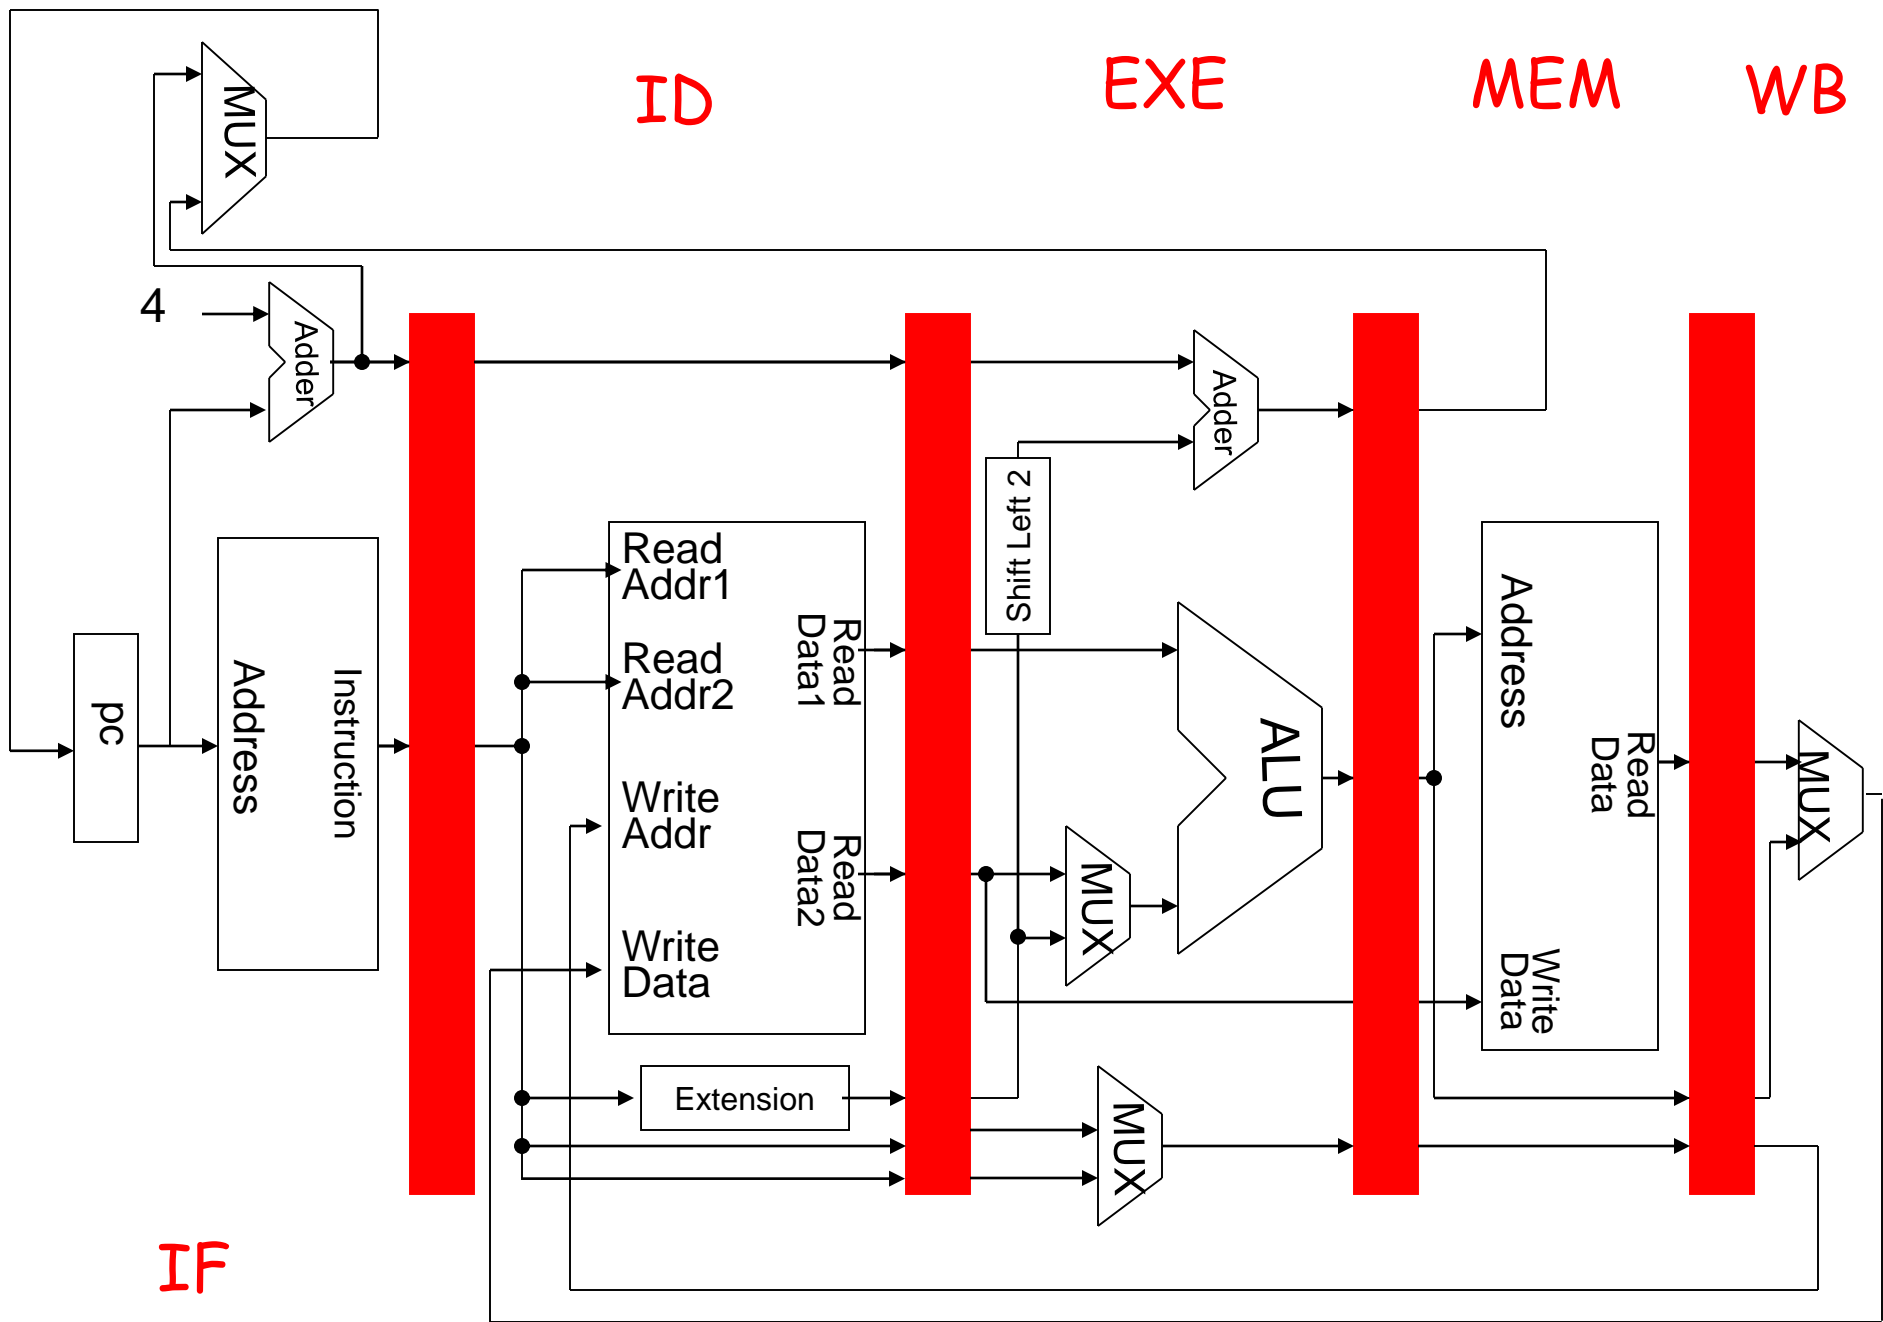 ID
EXE
MEM
WB
MUX
4
Adder
Adder
Shift Left 2
pc
Address
Instruction
Read
Addr1
Read
Addr2
Write
Addr
Write
Data
Read
Data1
Read
Data2
Extension
MUX
ALU
MUX
Address
Read
Data
Write
Data
MUX
IF